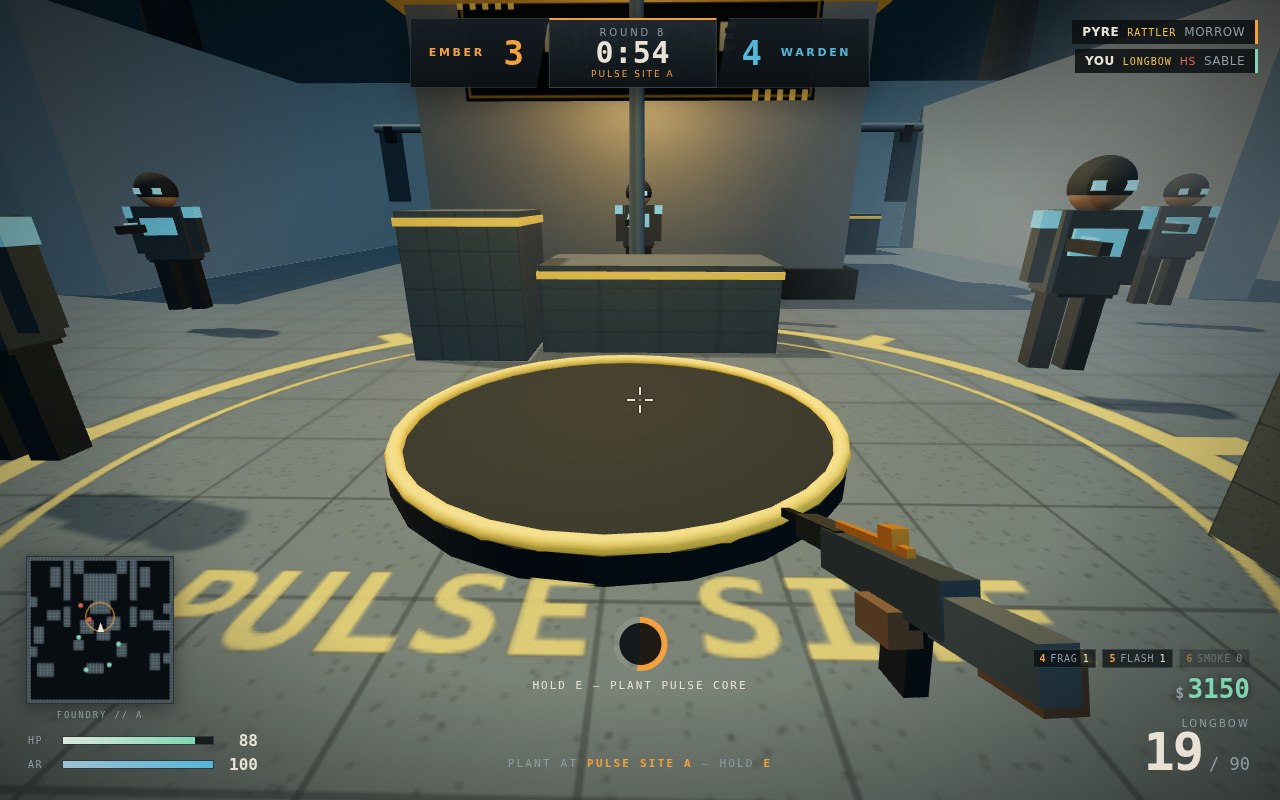 EMBER 3
ROUND 8
0:54
PULSE SITE A
4 WARDEN
PYRE RATTLER MORROW
YOU LONGBOW HS SABLE
PULSE SI
HOLD E — PLANT PULSE CORE
PLANT AT PULSE SITE A — HOLD E
FOUNDRY // A
HP 88
AR 100
4 FRAG 1 5 FLASH 1 6 SMOKE 0
$3150
LONGBOW
19 / 90